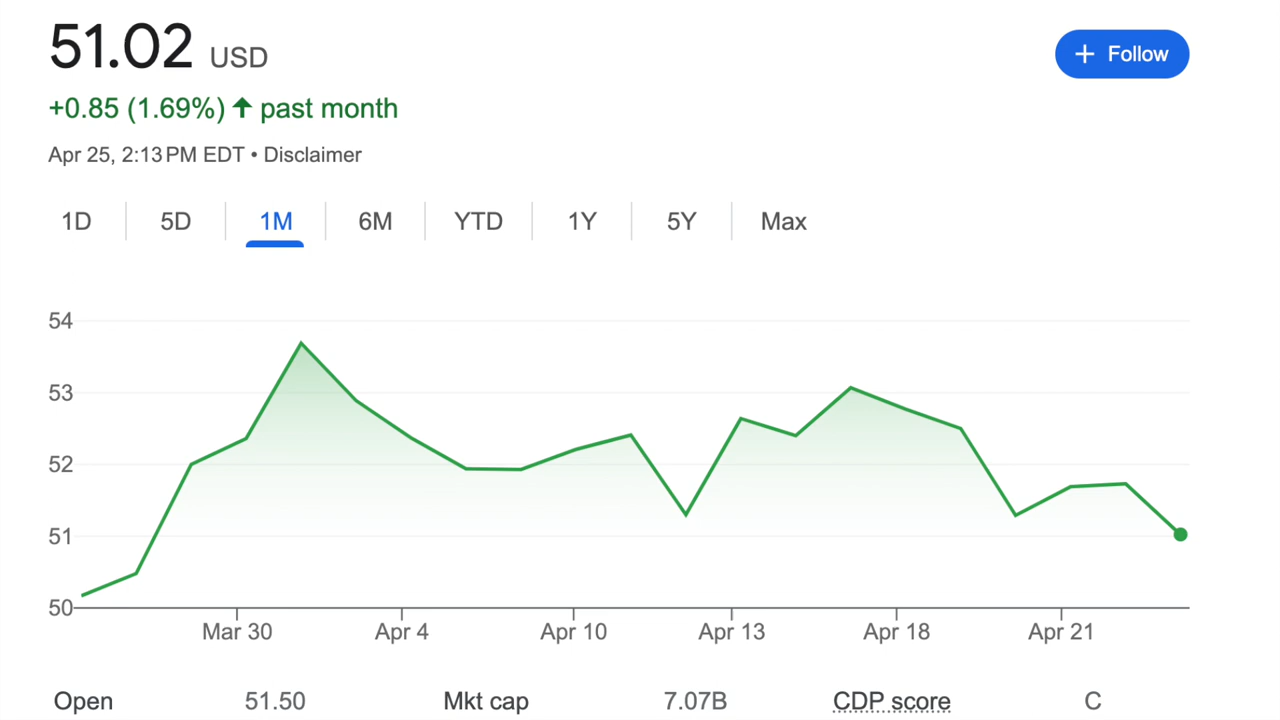 51.02 USD
+ Follow
+0.85 (1.69%) ↑ past month
Apr 25, 2:13 PM EDT • Disclaimer
1D 5D 1M 6M YTD 1Y 5Y Max
54
53
52
51
50
Mar 30 Apr 4 Apr 10 Apr 13 Apr 18 Apr 21
Open 51.50 Mkt cap 7.07B CDP score C